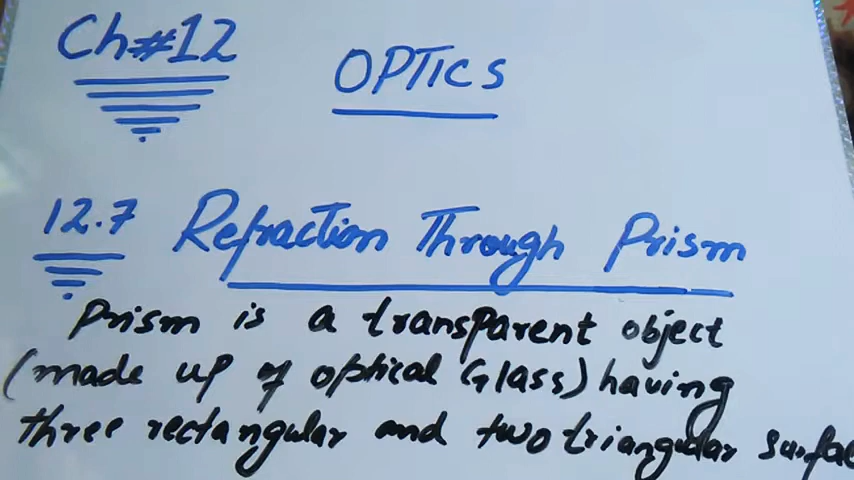 Ch#12
OPTICS
12.7 Refraction Through Prism
Prism is a transparent object
(made up of optical Glass) having
three rectangular and two triangular surfac